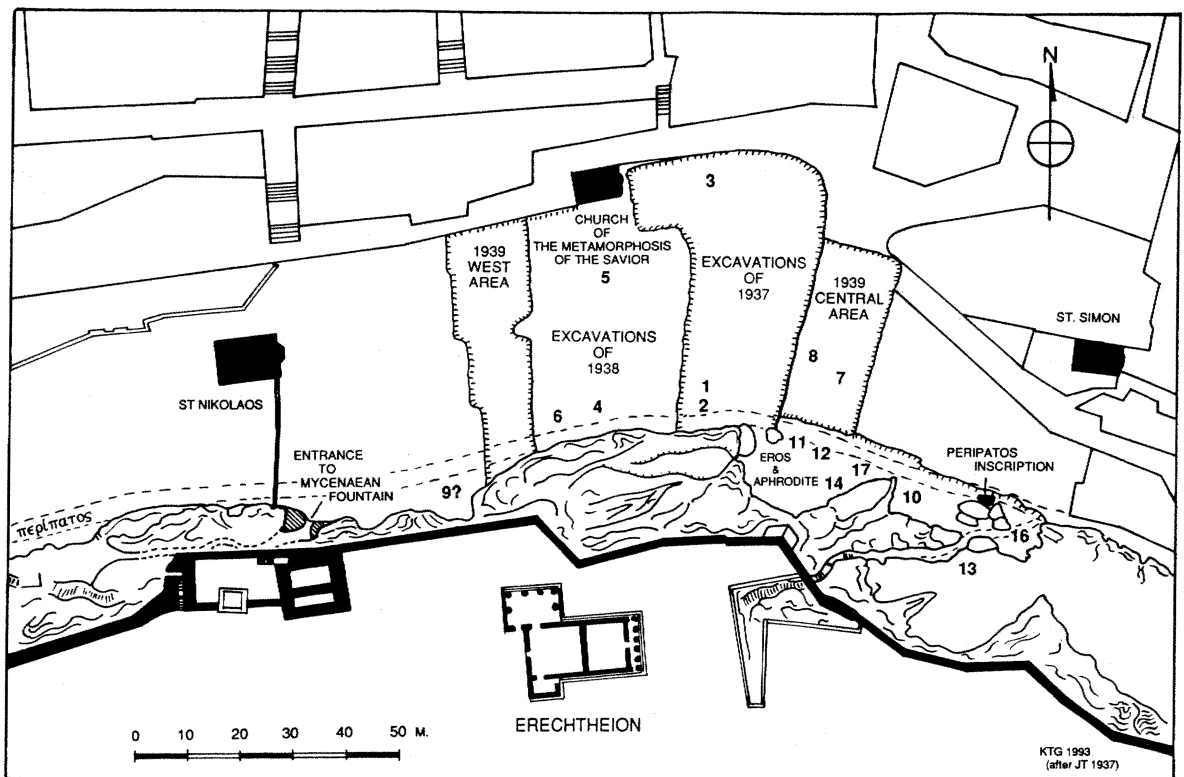 N
3
CHURCH
OF
THE METAMORPHOSIS
OF THE SAVIOR
5
1939
WEST
AREA
EXCAVATIONS
OF
1937
1939
CENTRAL
AREA
ST. SIMON
EXCAVATIONS
OF
1938
8
7
1
2
6
4
ST NIKOLAOS
ENTRANCE
TO
MYCENAEAN
FOUNTAIN
9?
11
12
EROS
&
APHRODITE
14
17
10
PERIPATOS
INSCRIPTION
16
13
περίπατος
ERECHTHEION
0 10 20 30 40 50 M.
KTG 1993
(after JT 1937)